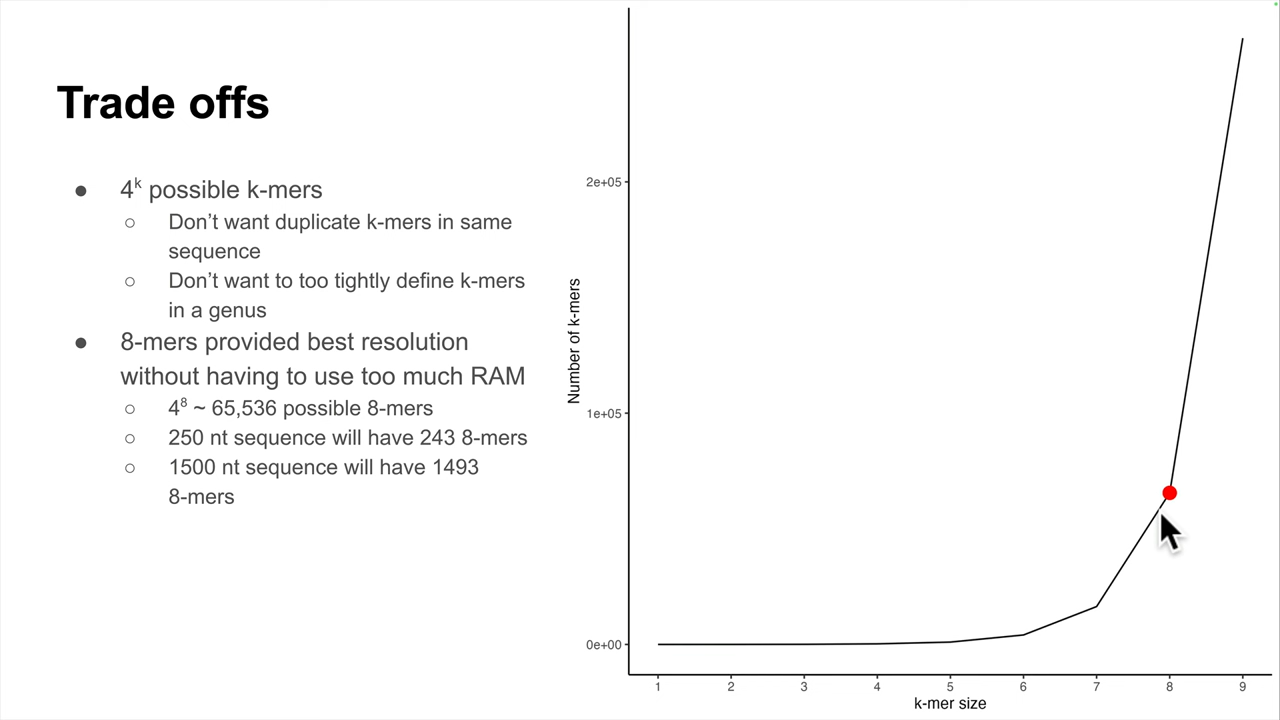 Trade offs
● 4^k possible k-mers
○ Don’t want duplicate k-mers in same
sequence
○ Don’t want to too tightly define k-mers
in a genus
● 8-mers provided best resolution
without having to use too much RAM
○ 4^8 ~ 65,536 possible 8-mers
○ 250 nt sequence will have 243 8-mers
○ 1500 nt sequence will have 1493
8-mers
Number of k-mers
2e+05
1e+05
0e+00
1 2 3 4 5 6 7 8 9
k-mer size